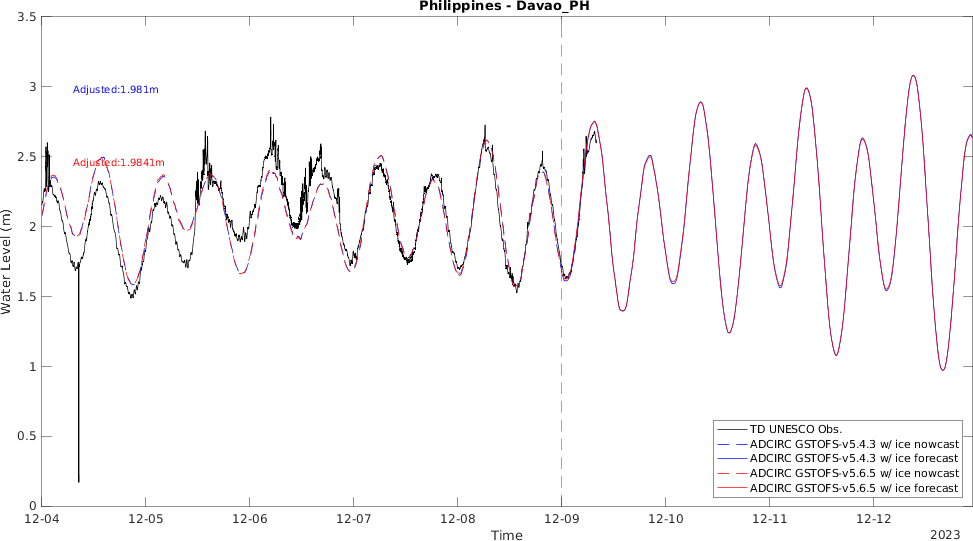 Philippines - Davao_PH
3.5
3
2.5
2
1.5
1
0.5
0
Water Level (m)
Adjusted:1.981m
Adjusted:1.9841m
TD UNESCO Obs.
ADCIRC GSTOFS-v5.4.3 w/ ice nowcast
ADCIRC GSTOFS-v5.4.3 w/ ice forecast
ADCIRC GSTOFS-v5.6.5 w/ ice nowcast
ADCIRC GSTOFS-v5.6.5 w/ ice forecast
12-04 12-05 12-06 12-07 12-08 12-09 12-10 12-11 12-12
Time
2023